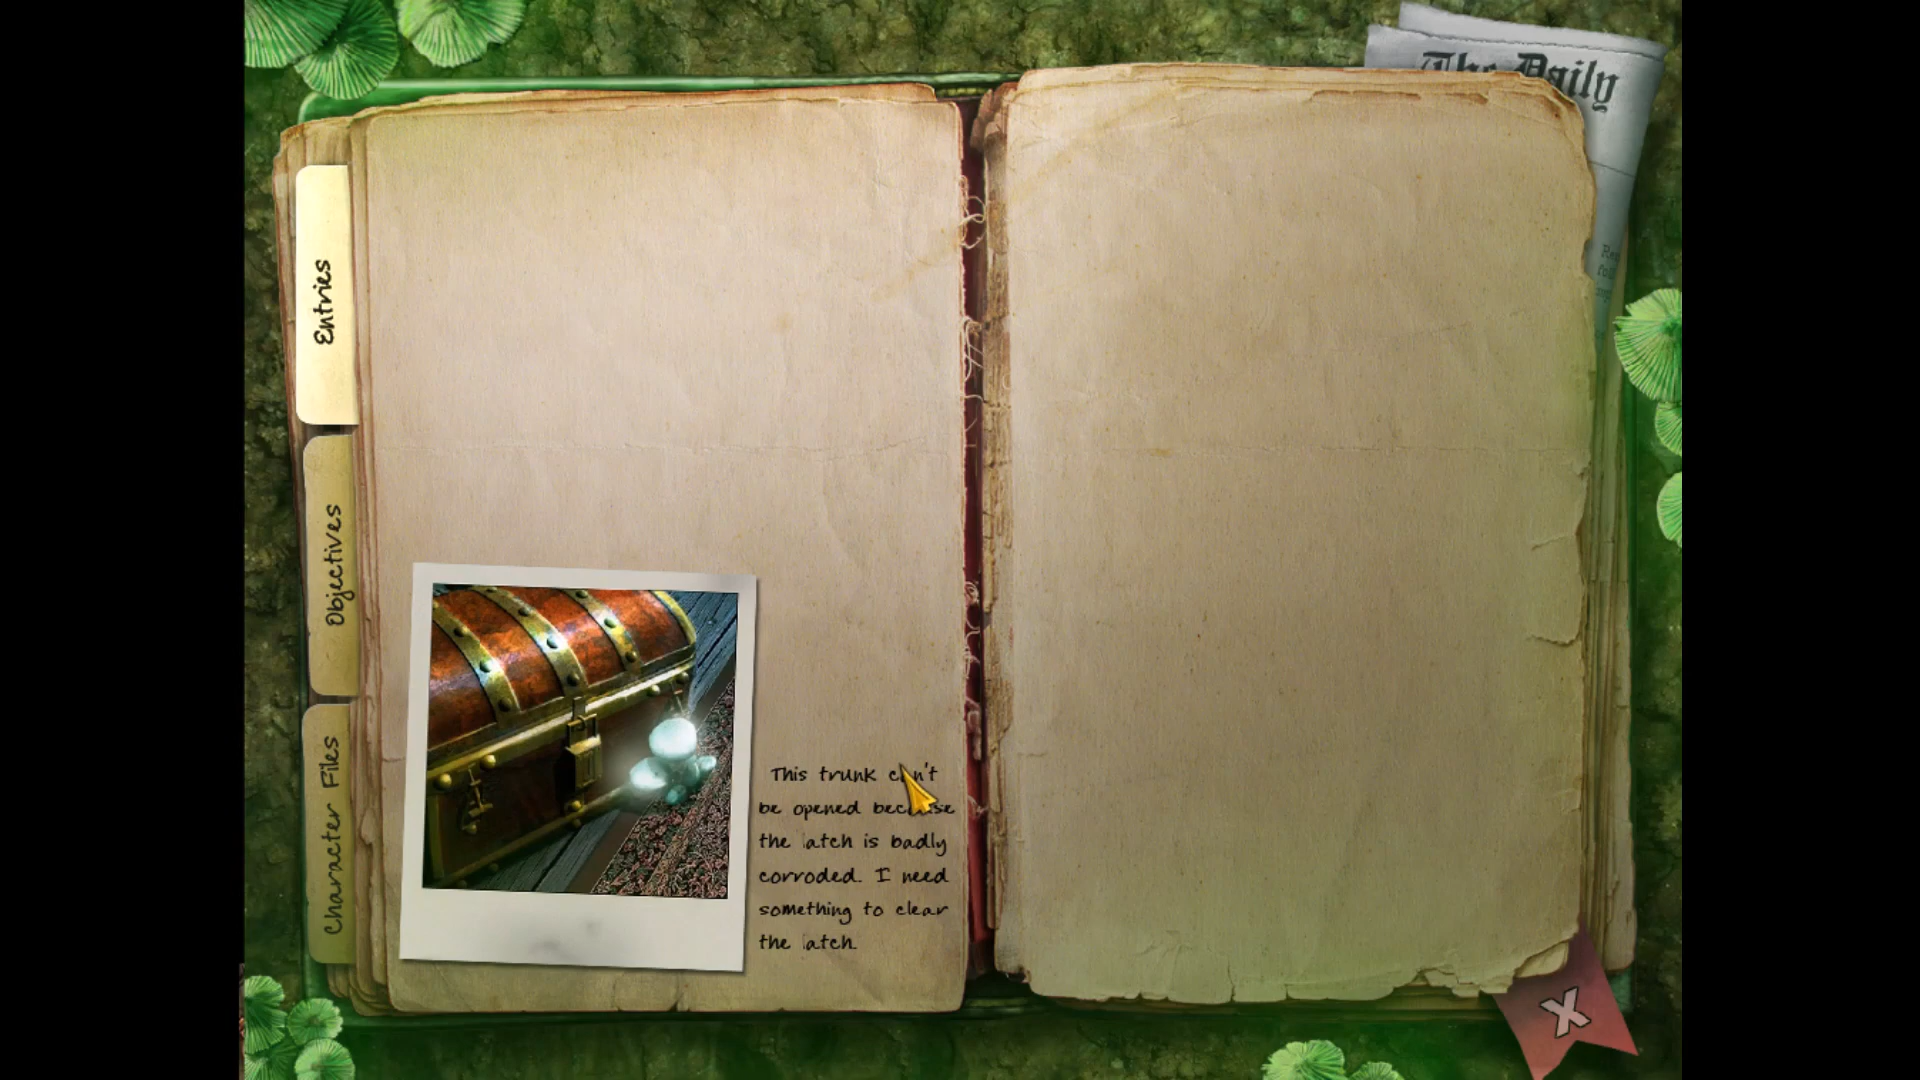 The Daily
Entries
Objectives
Character Files
This trunk can't
be opened because
the latch is badly
corroded. I need
something to clear
the latch.
X